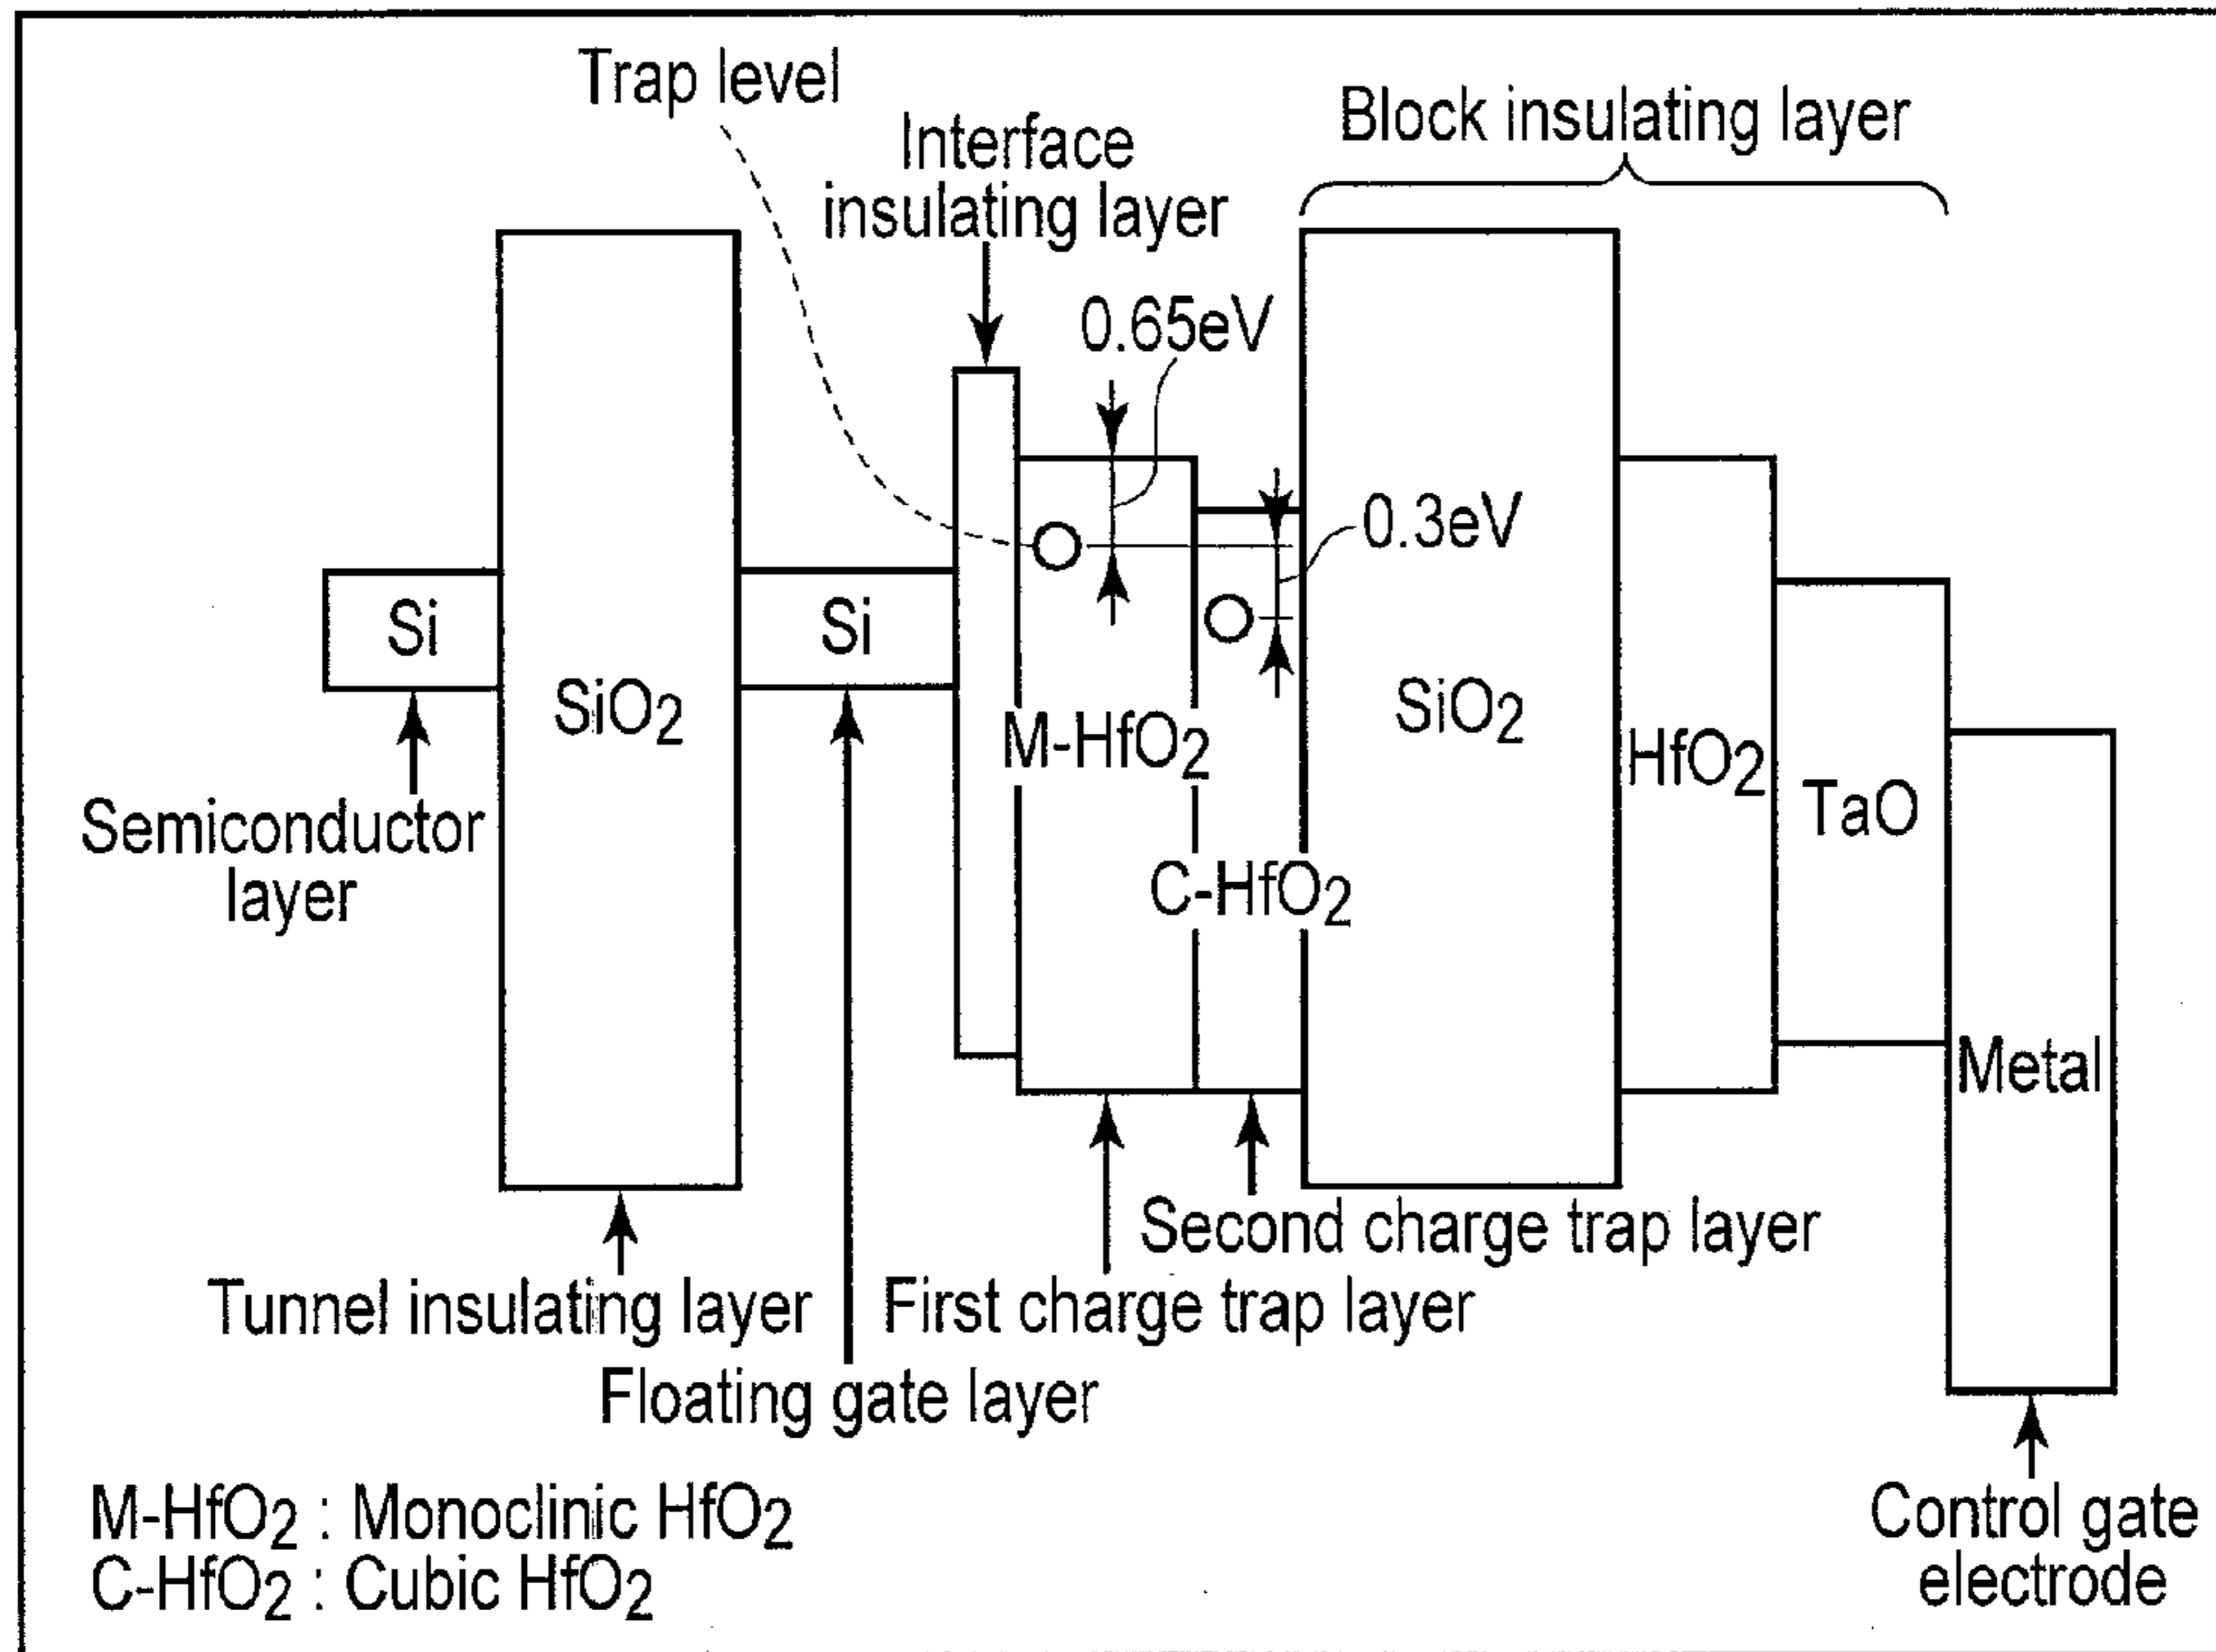 Trap level
Interface
insulating layer
Block insulating layer
0.65eV
0.3eV
Si
SiO2
Si
M-HfO2
C-HfO2
SiO2
HfO2
TaO
Metal
Semiconductor
layer
Tunnel insulating layer
Floating gate layer
First charge trap layer
Second charge trap layer
Control gate
electrode
M-HfO2 : Monoclinic HfO2
C-HfO2 : Cubic HfO2